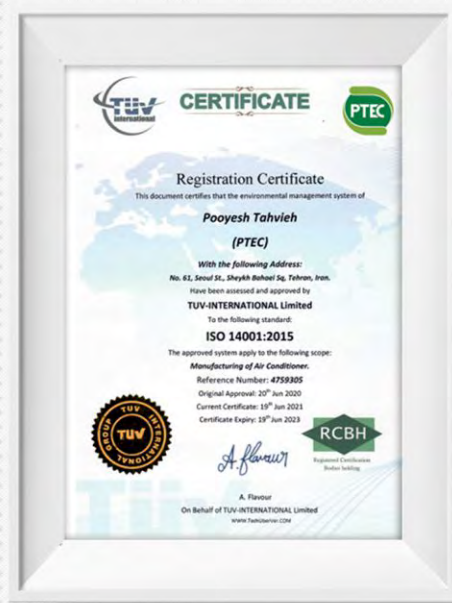 TÜV
International
CERTIFICATE
PTEC
Registration Certificate
This document certifies that the environmental management system of
Pooyesh Tahvieh
(PTEC)
With the following Address:
No. 61, Seoul St., Sheykh Bahaei Sq, Tehran, Iran.
Have been assessed and approved by
TUV-INTERNATIONAL Limited
To the following standard:
ISO 14001:2015
The approved system apply to the following scope:
Manufacturing of Air Conditioner.
Reference Number: 4759305
Original Approval: 20th Jun 2020
Current Certificate: 19th Jun 2021
Certificate Expiry: 19th Jun 2023
TUV INTERNATIONAL GROUP
TUV
RCBH
Registered Certification
Bodies holding
A. Flavour
A. Flavour
On Behalf of TUV-INTERNATIONAL Limited